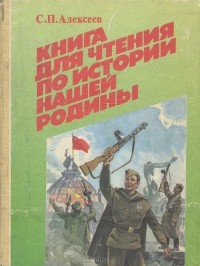 С.П.Алексеев
КНИГА
ДЛЯ ЧТЕНИЯ
ПО ИСТОРИИ
НАШЕЙ
РОДИНЫ